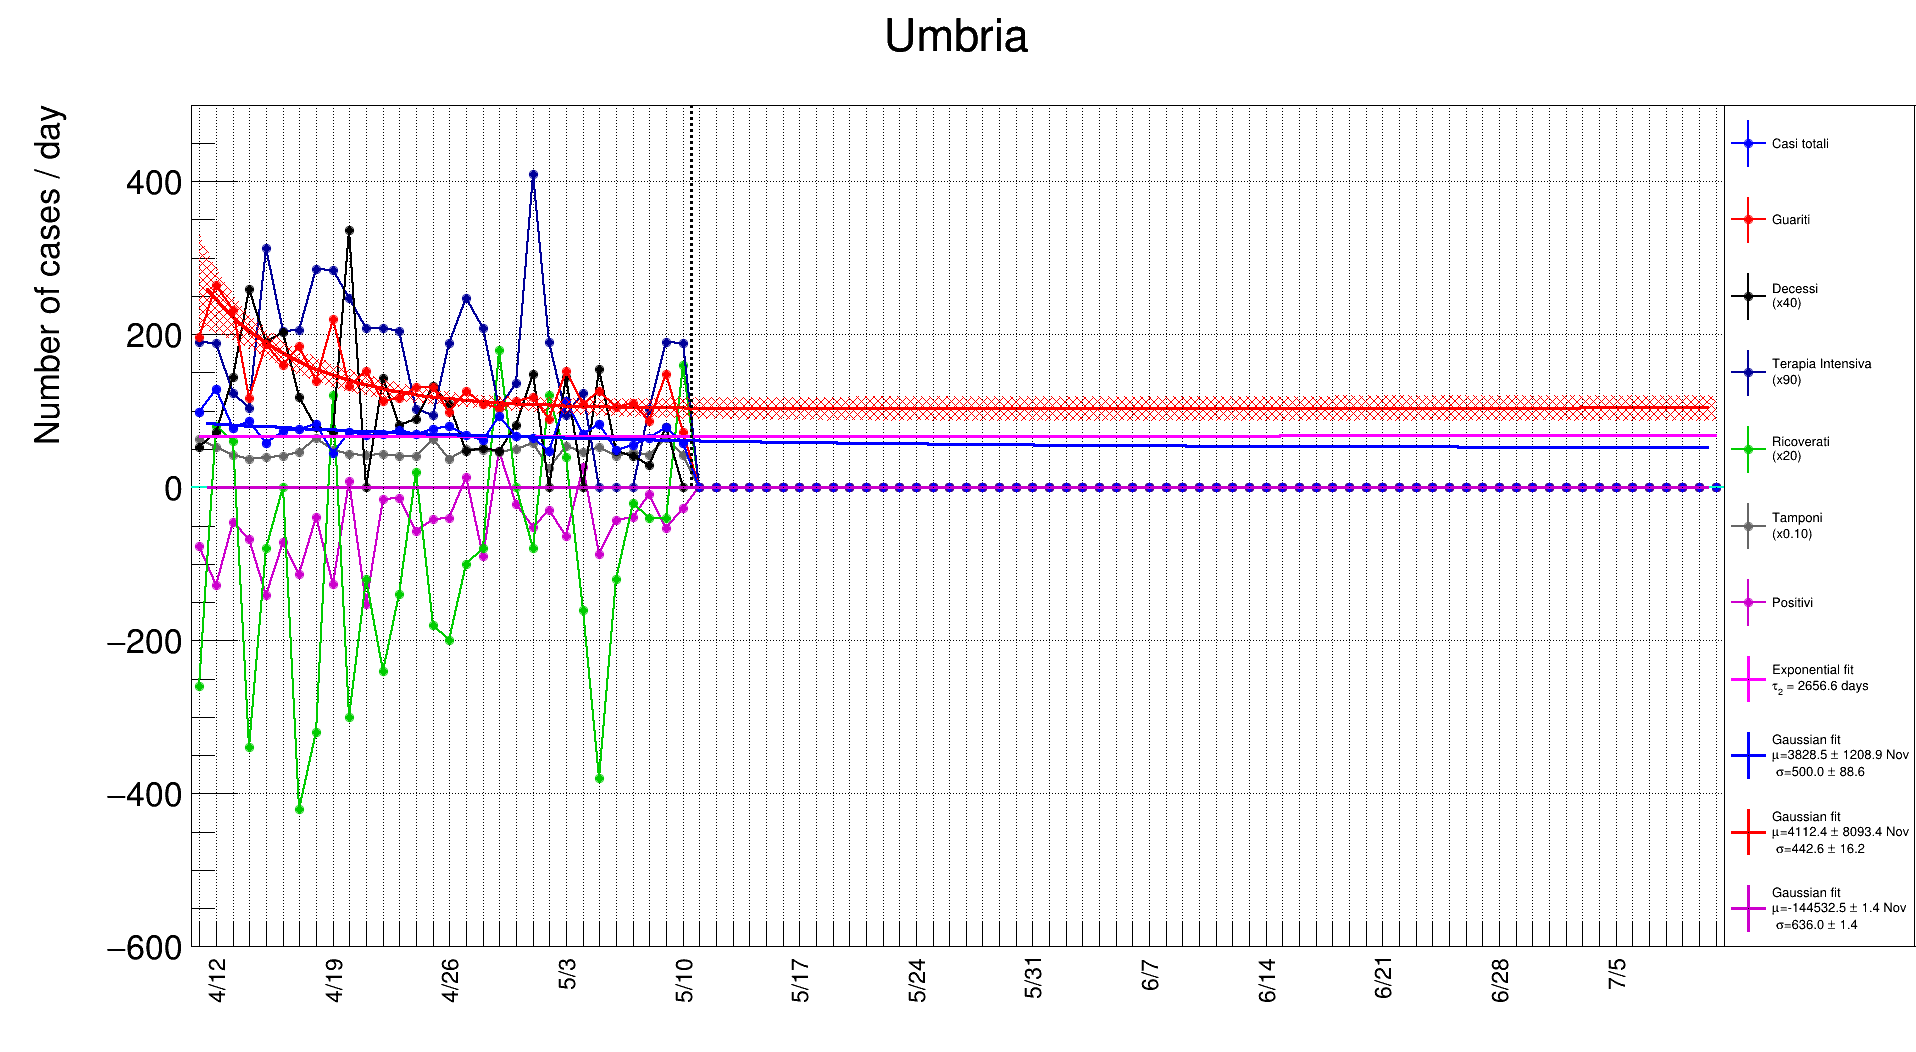 Umbria
Number of cases / day
400
200
0
−200
−400
−600
4/12
4/19
4/26
5/3
5/10
5/17
5/24
5/31
6/7
6/14
6/21
6/28
7/5
Casi totali
Guariti
Decessi
(x40)
Terapia Intensiva
(x90)
Ricoverati
(x20)
Tamponi
(x0.10)
Positivi
Exponential fit
τ2 = 2656.6 days
Gaussian fit
μ=3828.5 ± 1208.9 Nov
σ=500.0 ± 88.6
Gaussian fit
μ=4112.4 ± 8093.4 Nov
σ=442.6 ± 16.2
Gaussian fit
μ=-144532.5 ± 1.4 Nov
σ=636.0 ± 1.4